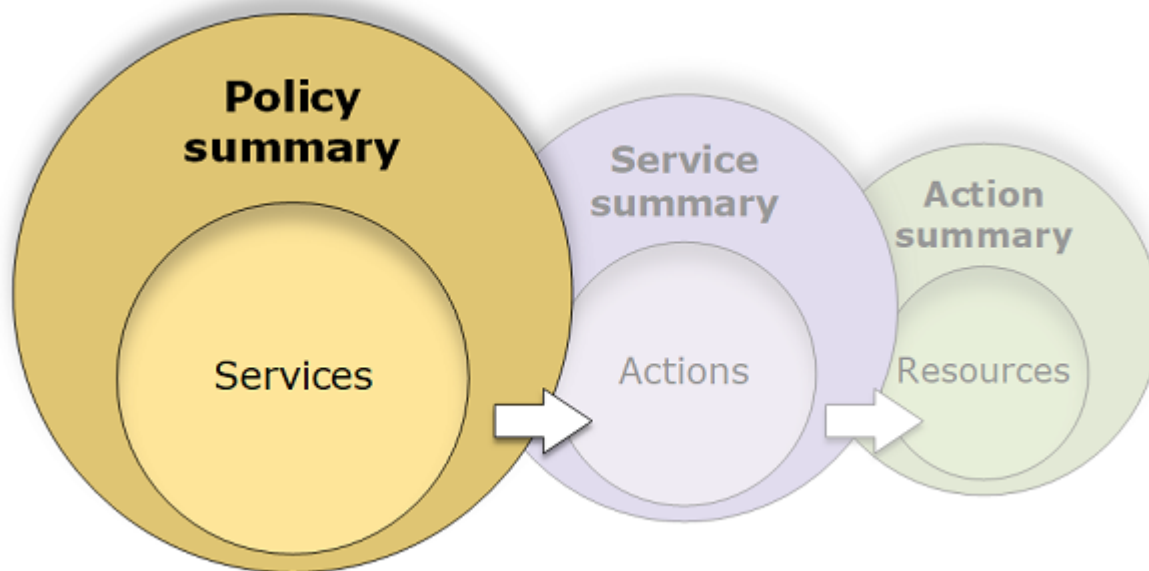 Policy
summary
Services
Service
summary
Actions
Action
summary
Resources